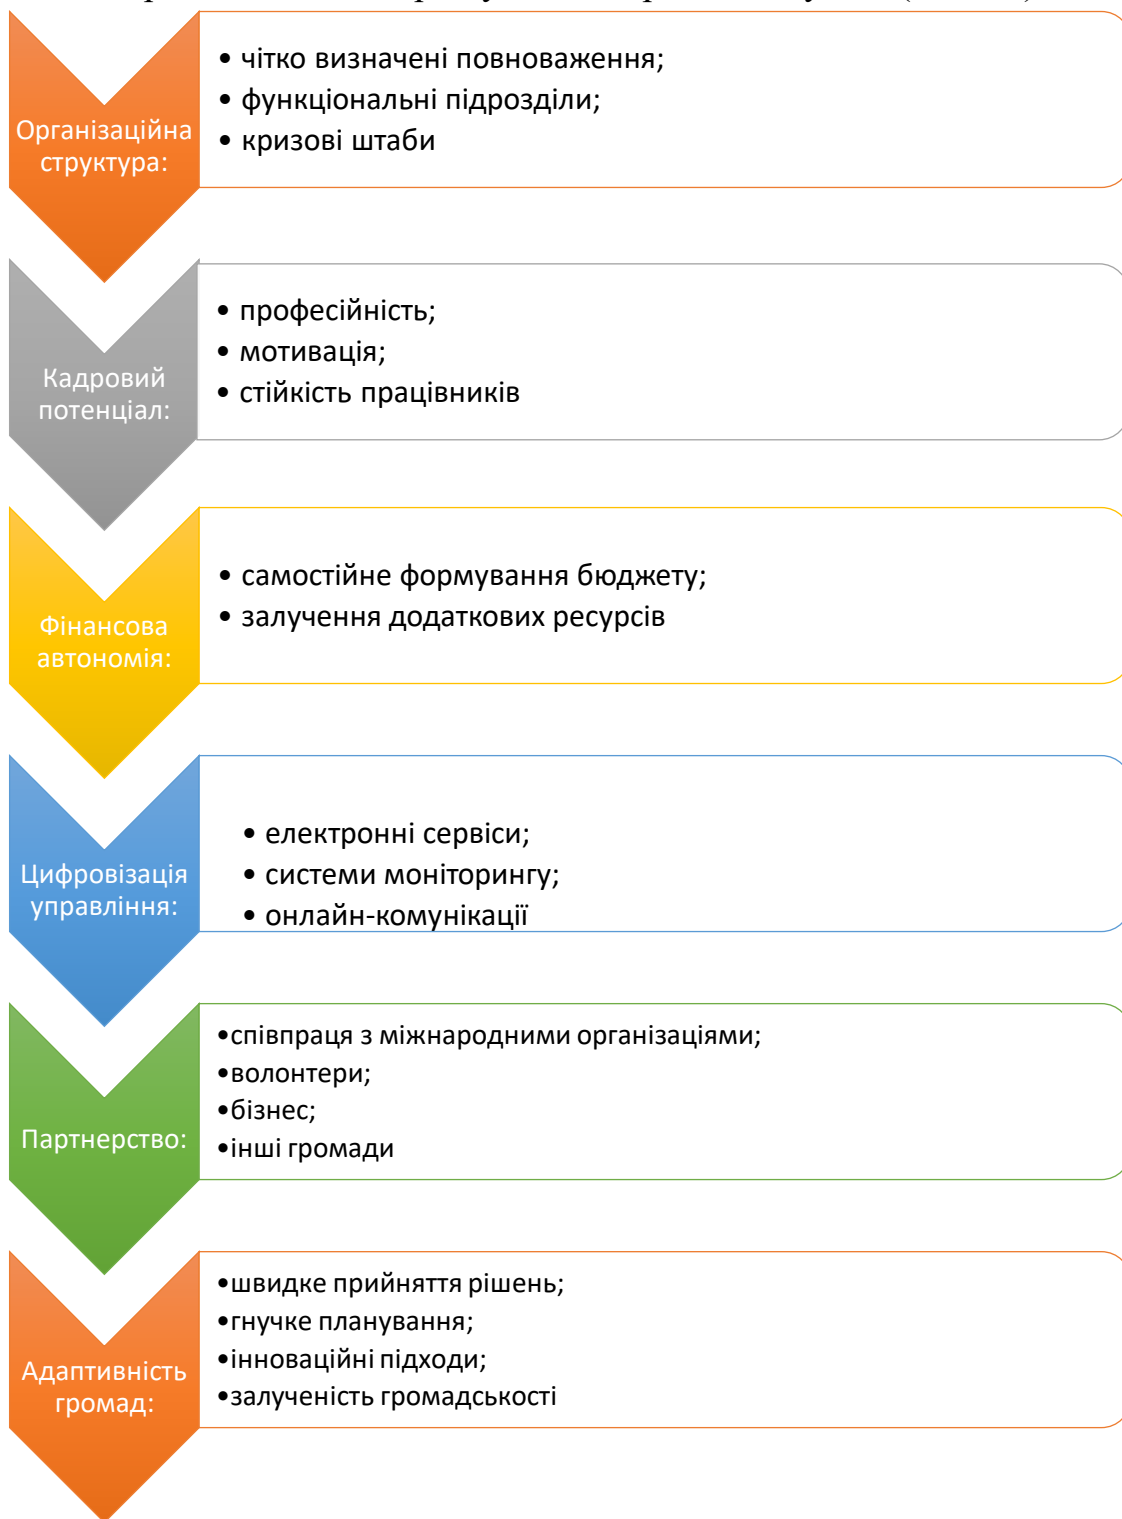 Організаційна
структура:
• чітко визначені повноваження;
• функціональні підрозділи;
• кризові штаби
Кадровий
потенціал:
• професійність;
• мотивація;
• стійкість працівників
Фінансова
автономія:
• самостійне формування бюджету;
• залучення додаткових ресурсів
Цифровізація
управління:
• електронні сервіси;
• системи моніторингу;
• онлайн-комунікації
Партнерство:
•співпраця з міжнародними організаціями;
•волонтери;
•бізнес;
•інші громади
Адаптивність
громад:
•швидке прийняття рішень;
•гнучке планування;
•інноваційні підходи;
•залученість громадськості